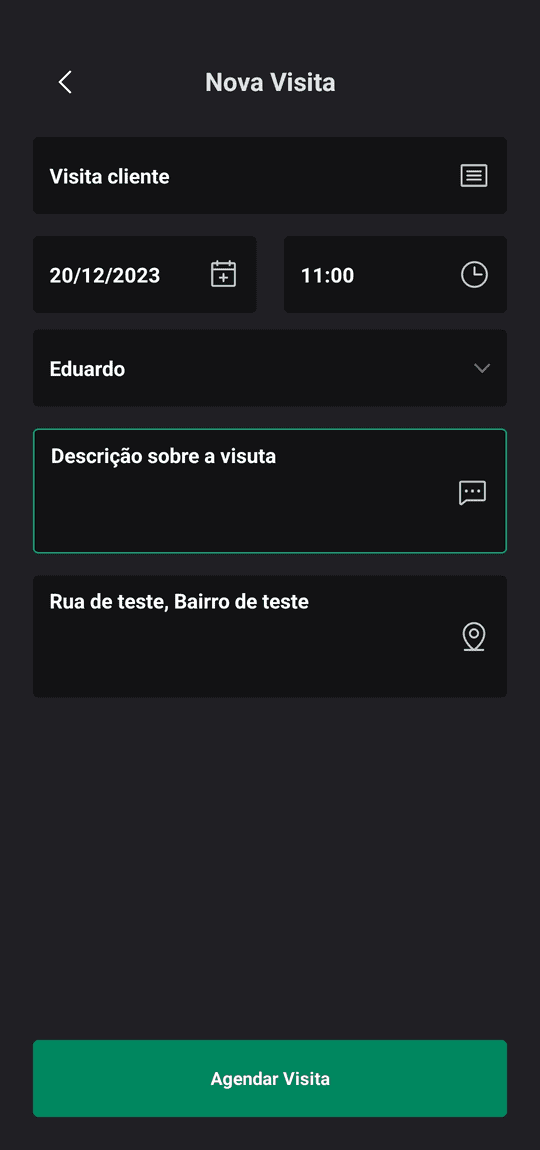 Nova Visita
Visita cliente
20/12/2023
11:00
Eduardo
Descrição sobre a visuta
Rua de teste, Bairro de teste
Agendar Visita